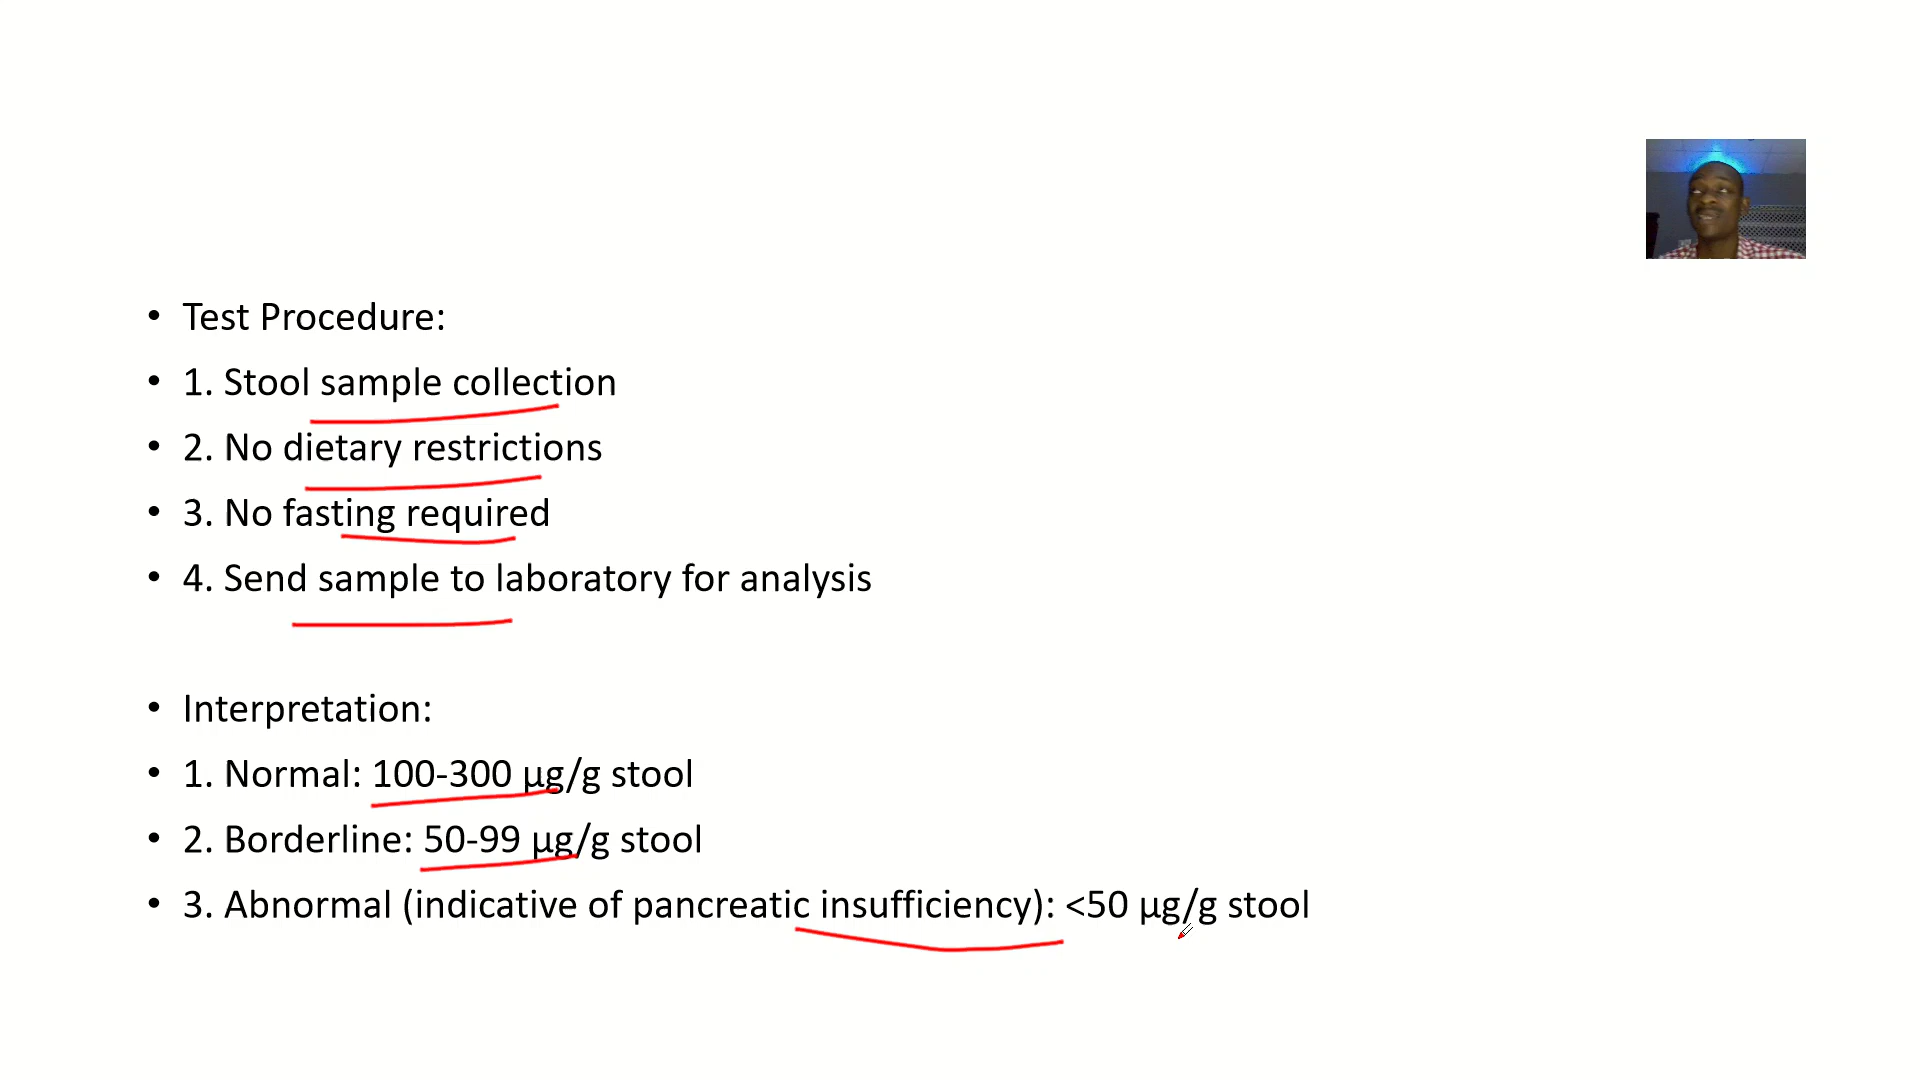 • Test Procedure:
• 1. Stool sample collection
• 2. No dietary restrictions
• 3. No fasting required
• 4. Send sample to laboratory for analysis
• Interpretation:
• 1. Normal: 100-300 μg/g stool
• 2. Borderline: 50-99 μg/g stool
• 3. Abnormal (indicative of pancreatic insufficiency): <50 μg/g stool